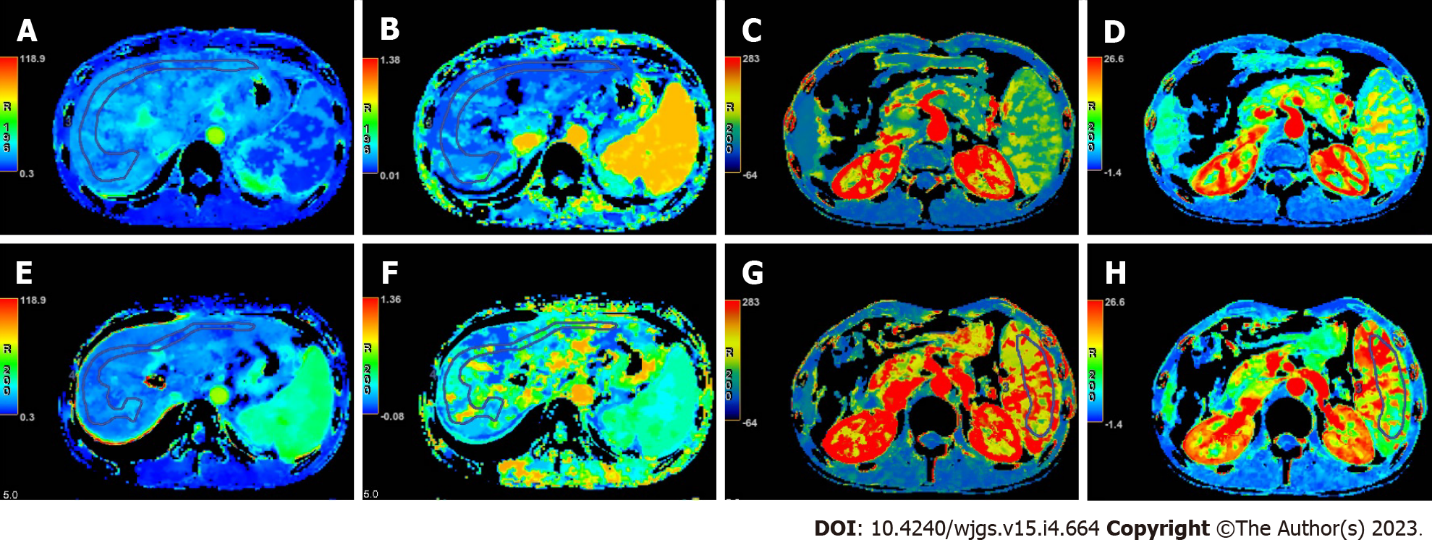 A
B
C
D
118.9
1.38
283
26.6
0.3
0.01
-64
-1.4
E
F
G
H
118.9
1.36
283
26.6
0.3
-0.08
-64
-1.4
5.0
5.0
DOI: 10.4240/wjgs.v15.i4.664 Copyright ©The Author(s) 2023.